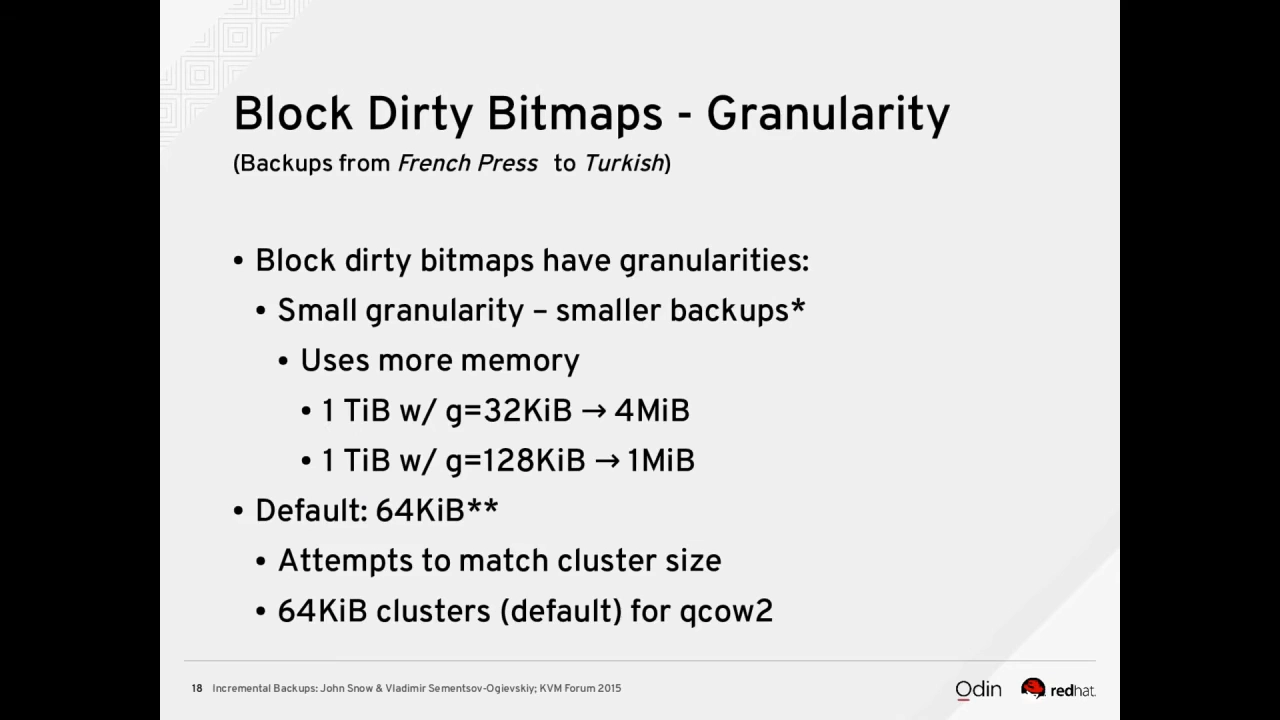 Block Dirty Bitmaps - Granularity
(Backups from French Press to Turkish)
• Block dirty bitmaps have granularities:
• Small granularity – smaller backups*
• Uses more memory
• 1 TiB w/ g=32KiB → 4MiB
• 1 TiB w/ g=128KiB → 1MiB
• Default: 64KiB**
• Attempts to match cluster size
• 64KiB clusters (default) for qcow2
18 Incremental Backups: John Snow & Vladimir Sementsov-Ogievskiy; KVM Forum 2015
Odin redhat.